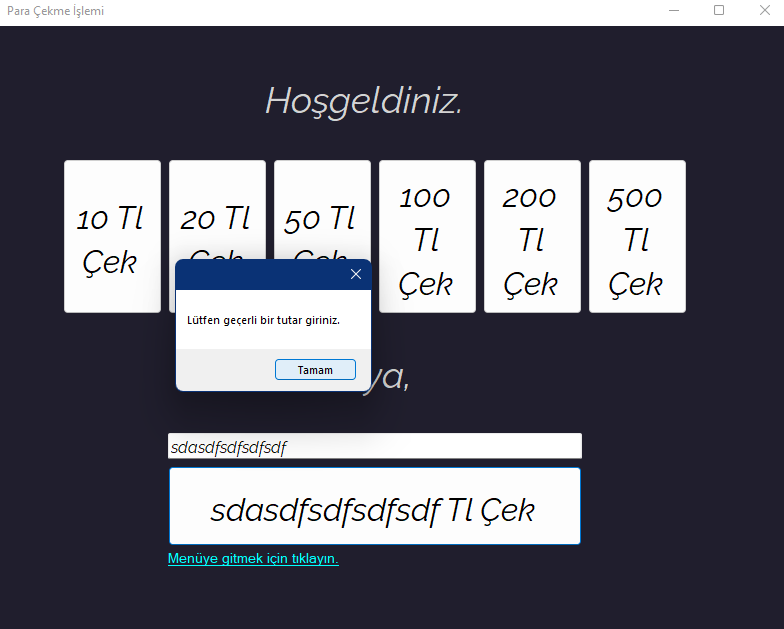 Para Çekme İşlemi
Hoşgeldiniz.
10 Tl
Çek
20 Tl
Çek
50 Tl
Çek
100
Tl
Çek
200
Tl
Çek
500
Tl
Çek
Lütfen geçerli bir tutar giriniz.
Tamam
ya,
sdasdfsdfsdfsdf
sdasdfsdfsdfsdf Tl Çek
Menüye gitmek için tıklayın.